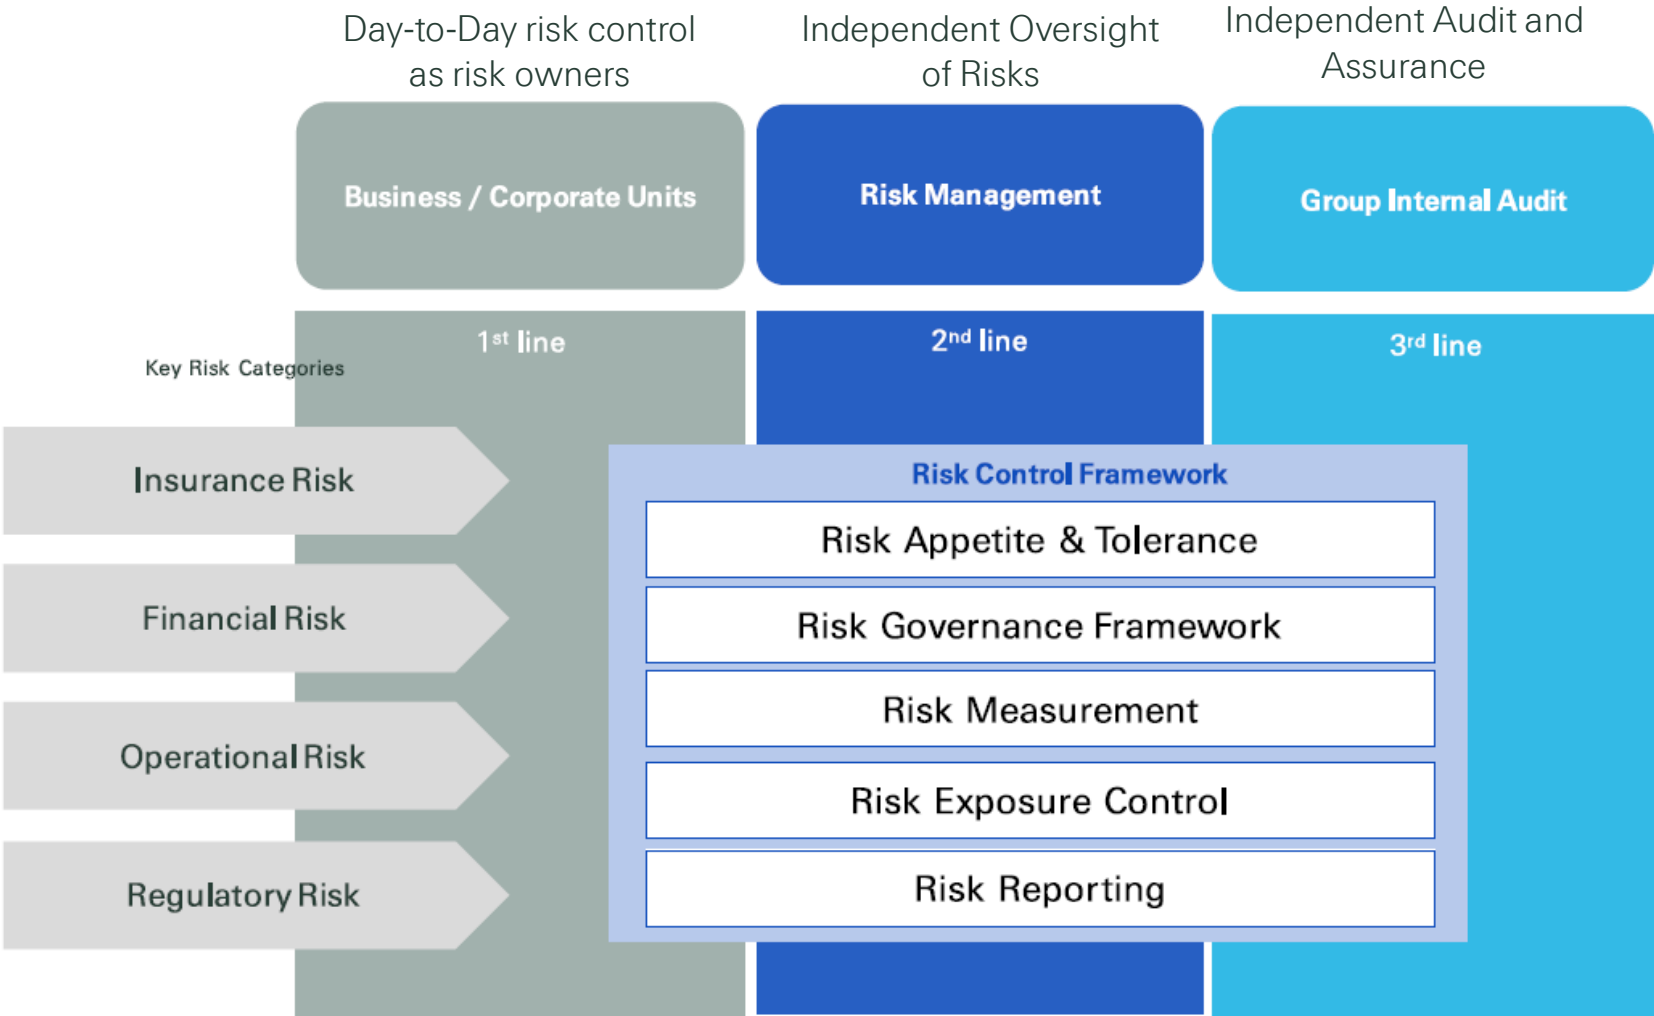 Day-to-Day risk control
as risk owners
Independent Oversight
of Risks
Independent Audit and
Assurance
Business / Corporate Units
Risk Management
Group Internal Audit
1st line
2nd line
3rd line
Key Risk Categories
Insurance Risk
Financial Risk
Operational Risk
Regulatory Risk
Risk Control Framework
Risk Appetite & Tolerance
Risk Governance Framework
Risk Measurement
Risk Exposure Control
Risk Reporting